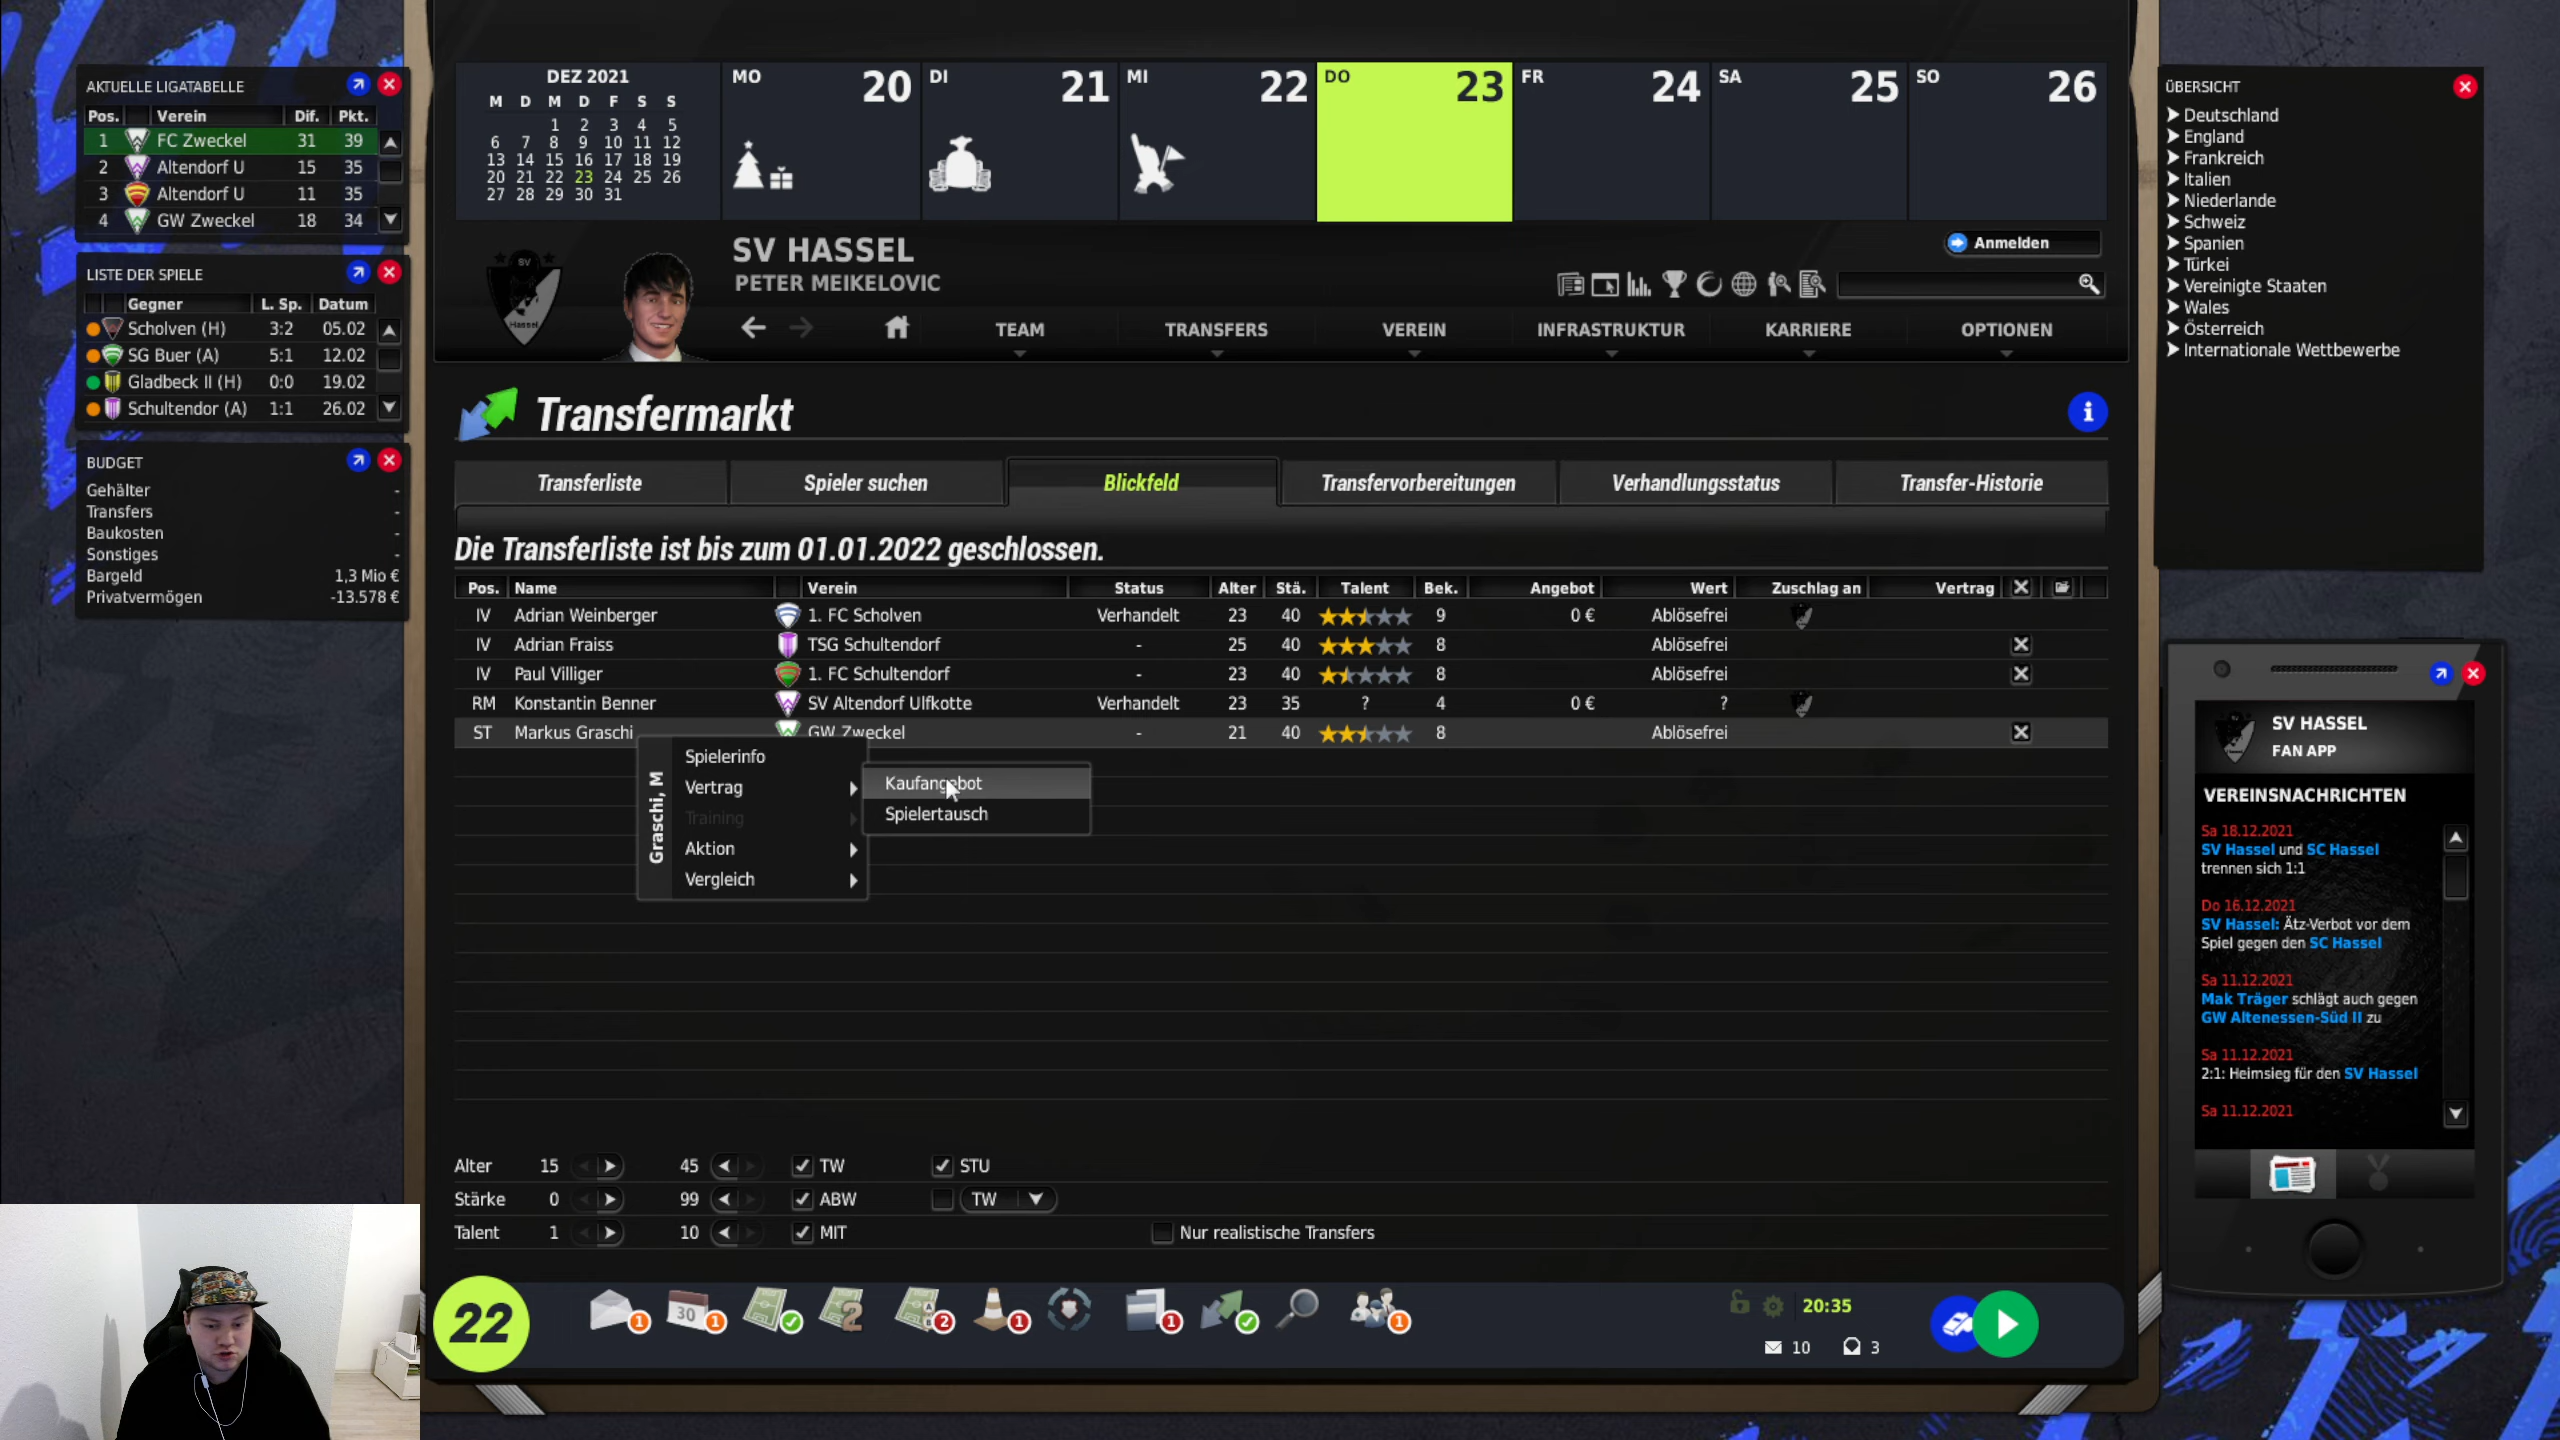 AKTUELLE LIGATABELLE
Pos. Verein Dif. Pkt.
1 FC Zweckel 31 39
2 Altendorf U 15 35
3 Altendorf U 11 35
4 GW Zweckel 18 34
LISTE DER SPIELE
Gegner L. Sp. Datum
Scholven (H) 3:2 05.02
SG Buer (A) 5:1 12.02
Gladbeck II (H) 0:0 19.02
Schultendor (A) 1:1 26.02
BUDGET
Gehälter -
Transfers -
Baukosten -
Sonstiges -
Bargeld 1,3 Mio €
Privatvermögen -13.578 €
DEZ 2021
M D M D F S S
1 2 3 4 5
6 7 8 9 10 11 12
13 14 15 16 17 18 19
20 21 22 23 24 25 26
27 28 29 30 31
MO 20 DI 21 MI 22 DO 23 FR 24 SA 25 SO 26
SV Hassel
SV HASSEL
PETER MEIKELOVIC
Anmelden
TEAM TRANSFERS VEREIN INFRASTRUKTUR KARRIERE OPTIONEN
Transfermarkt
Transferliste Spieler suchen Blickfeld Transfervorbereitungen Verhandlungsstatus Transfer-Historie
Die Transferliste ist bis zum 01.01.2022 geschlossen.
Pos. Name Verein Status Alter Stä. Talent Bek. Angebot Wert Zuschlag an Vertrag
IV Adrian Weinberger 1. FC Scholven Verhandelt 23 40 9 0 € Ablösefrei
IV Adrian Fraiss TSG Schultendorf - 25 40 8 Ablösefrei
IV Paul Villiger 1. FC Schultendorf - 23 40 8 Ablösefrei
RM Konstantin Benner SV Altendorf Ulfkotte Verhandelt 23 35 ? 4 0 € ?
ST Markus Graschi GW Zweckel - 21 40 8 Ablösefrei
Graschi, M
Spielerinfo
Vertrag
Training
Aktion
Vergleich
Kaufangebot
Spielertausch
Alter 15 45 TW STU
Stärke 0 99 ABW TW
Talent 1 10 MIT Nur realistische Transfers
22
1 30 1 2 2 1 1 1
20:35
10 3
ÜBERSICHT
Deutschland
England
Frankreich
Italien
Niederlande
Schweiz
Spanien
Türkei
Vereinigte Staaten
Wales
Österreich
Internationale Wettbewerbe
SV HASSEL
FAN APP
VEREINSNACHRICHTEN
Sa 18.12.2021
SV Hassel und SC Hassel
trennen sich 1:1
Do 16.12.2021
SV Hassel: Ätz-Verbot vor dem
Spiel gegen den SC Hassel
Sa 11.12.2021
Mak Träger schlägt auch gegen
GW Altenessen-Süd II zu
Sa 11.12.2021
2:1: Heimsieg für den SV Hassel
Sa 11.12.2021